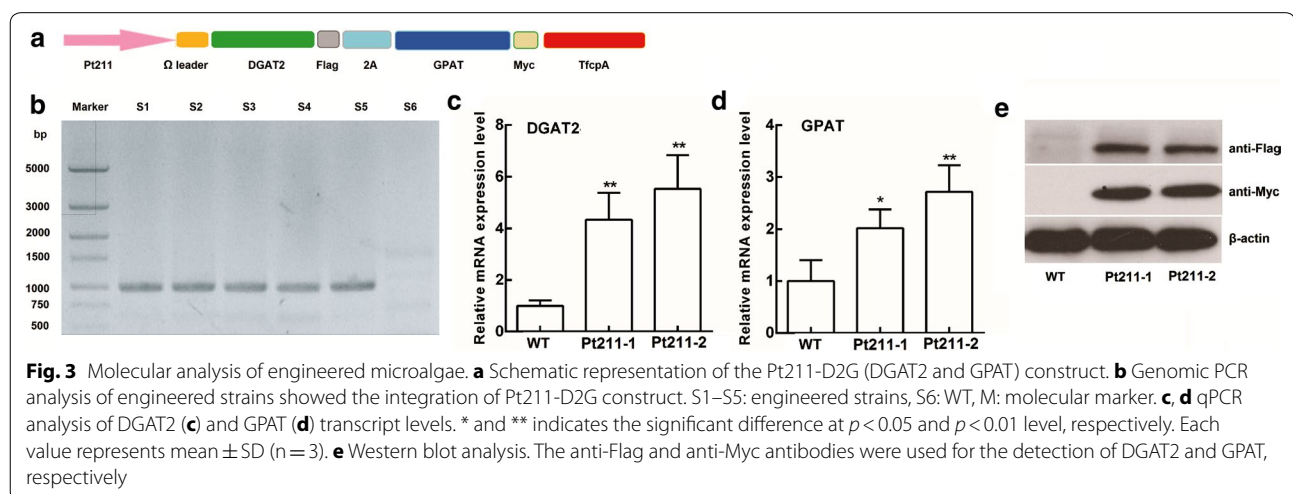 a
Pt211 Ω leader DGAT2 Flag 2A GPAT Myc TfcpA
b
Marker S1 S2 S3 S4 S5 S6
bp
5000
3000
2000
1500
1000
750
500
c
Relative mRNA expression level
DGAT2
8
6
4
2
0
** **
WT Pt211-1 Pt211-2
d
Relative mRNA expression level
GPAT
4
3
2
1
0
* **
WT Pt211-1 Pt211-2
e
anti-Flag
anti-Myc
β-actin
WT Pt211-1 Pt211-2
Fig. 3 Molecular analysis of engineered microalgae. a Schematic representation of the Pt211-D2G (DGAT2 and GPAT) construct. b Genomic PCR
analysis of engineered strains showed the integration of Pt211-D2G construct. S1–S5: engineered strains, S6: WT, M: molecular marker. c, d qPCR
analysis of DGAT2 (c) and GPAT (d) transcript levels. * and ** indicates the significant difference at p < 0.05 and p < 0.01 level, respectively. Each
value represents mean ± SD (n = 3). e Western blot analysis. The anti-Flag and anti-Myc antibodies were used for the detection of DGAT2 and GPAT,
respectively